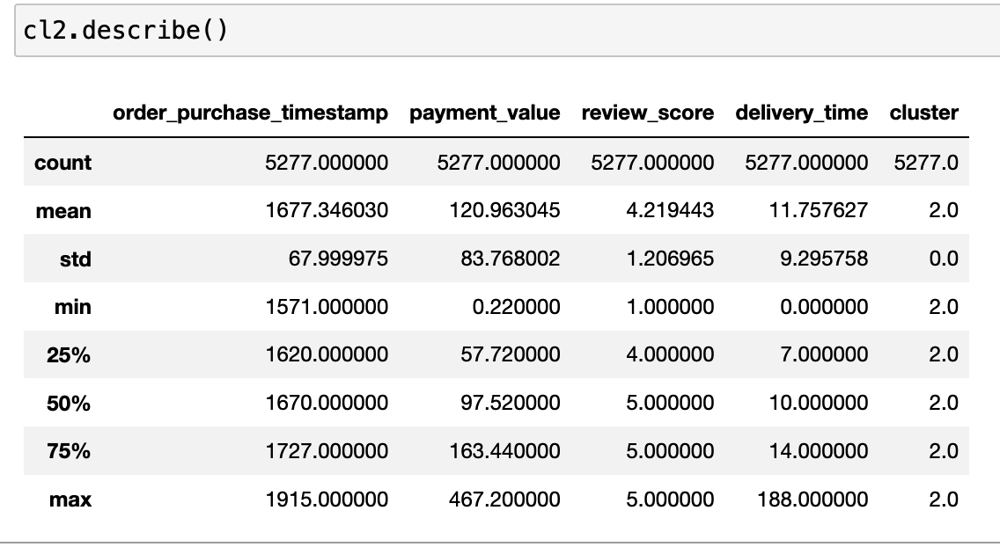 cl2.describe()
order_purchase_timestamp payment_value review_score delivery_time cluster
count 5277.000000 5277.000000 5277.000000 5277.000000 5277.0
mean 1677.346030 120.963045 4.219443 11.757627 2.0
std 67.999975 83.768002 1.206965 9.295758 0.0
min 1571.000000 0.220000 1.000000 0.000000 2.0
25% 1620.000000 57.720000 4.000000 7.000000 2.0
50% 1670.000000 97.520000 5.000000 10.000000 2.0
75% 1727.000000 163.440000 5.000000 14.000000 2.0
max 1915.000000 467.200000 5.000000 188.000000 2.0